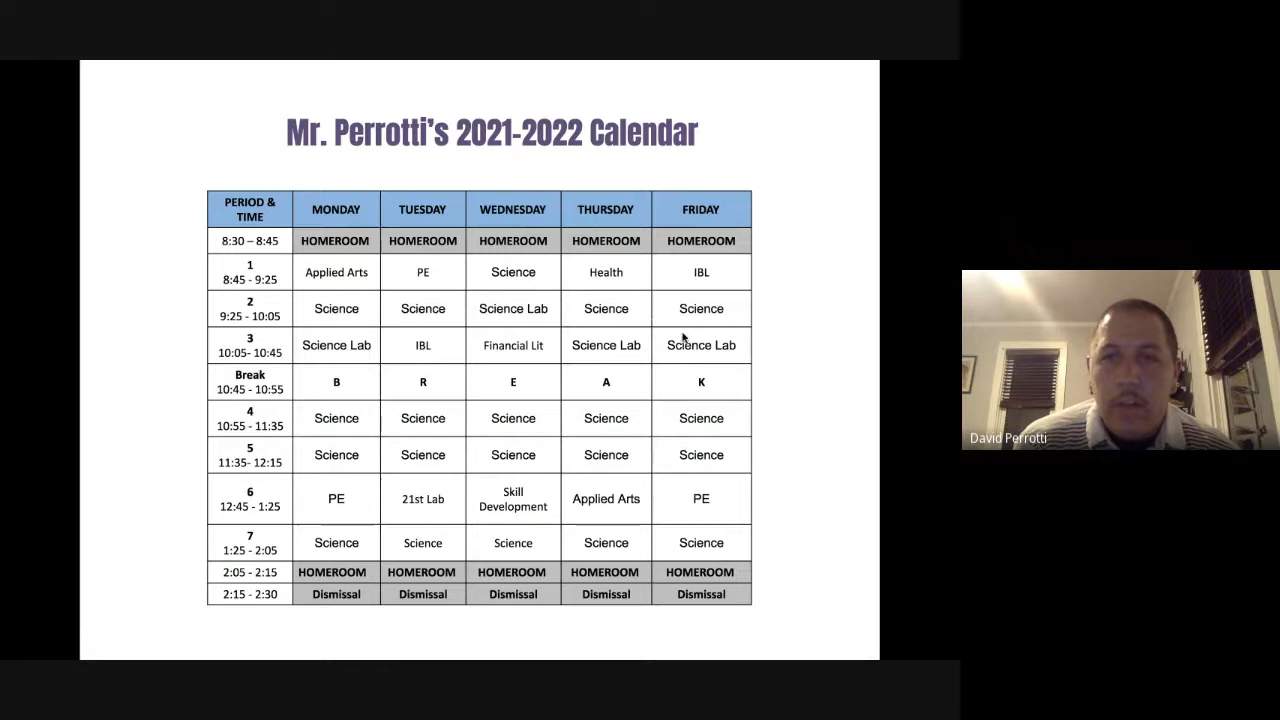 Mr. Perrotti's 2021-2022 Calendar
PERIOD & TIME MONDAY TUESDAY WEDNESDAY THURSDAY FRIDAY
8:30 – 8:45 HOMEROOM HOMEROOM HOMEROOM HOMEROOM HOMEROOM
1 8:45 - 9:25 Applied Arts PE Science Health IBL
2 9:25 - 10:05 Science Science Science Lab Science Science
3 10:05- 10:45 Science Lab IBL Financial Lit Science Lab Science Lab
Break 10:45 - 10:55 B R E A K
4 10:55 - 11:35 Science Science Science Science Science
5 11:35- 12:15 Science Science Science Science Science
6 12:45 - 1:25 PE 21st Lab Skill Development Applied Arts PE
7 1:25 - 2:05 Science Science Science Science Science
2:05 - 2:15 HOMEROOM HOMEROOM HOMEROOM HOMEROOM HOMEROOM
2:15 - 2:30 Dismissal Dismissal Dismissal Dismissal Dismissal
David Perrotti